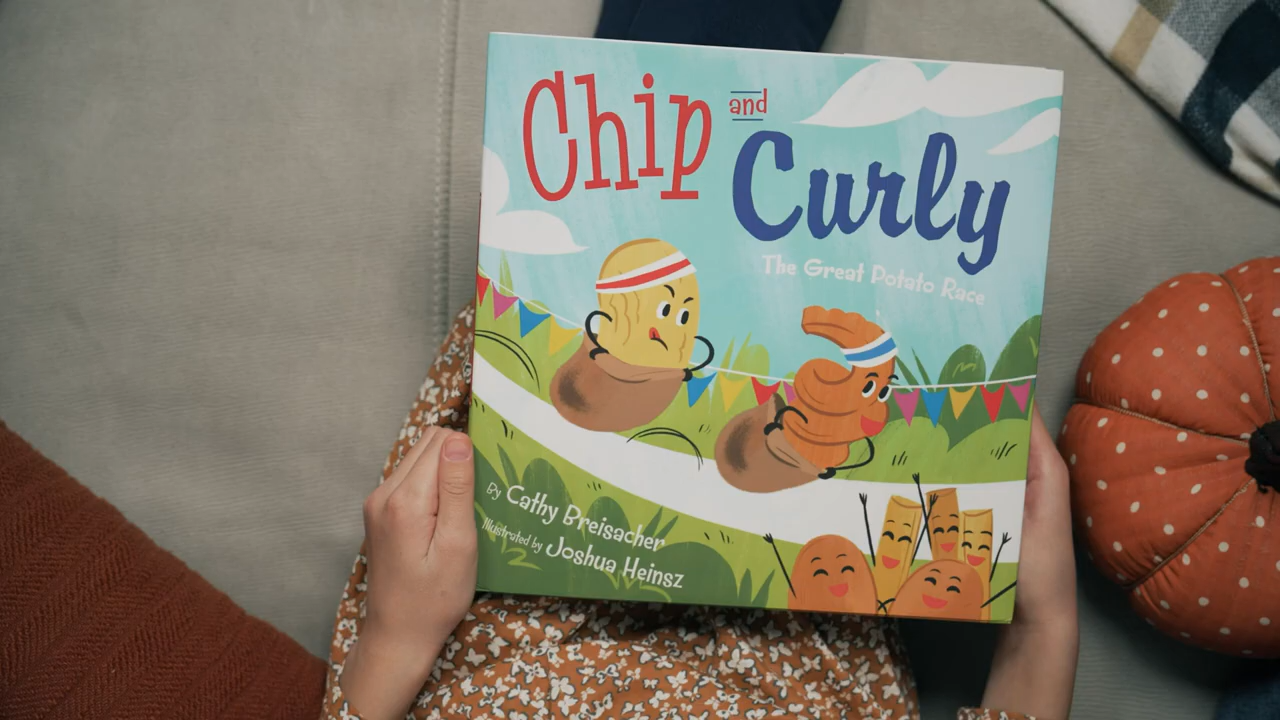 Chip and
Curly
The Great Potato Race
By Cathy Breisacher
Illustrated by Joshua Heinsz